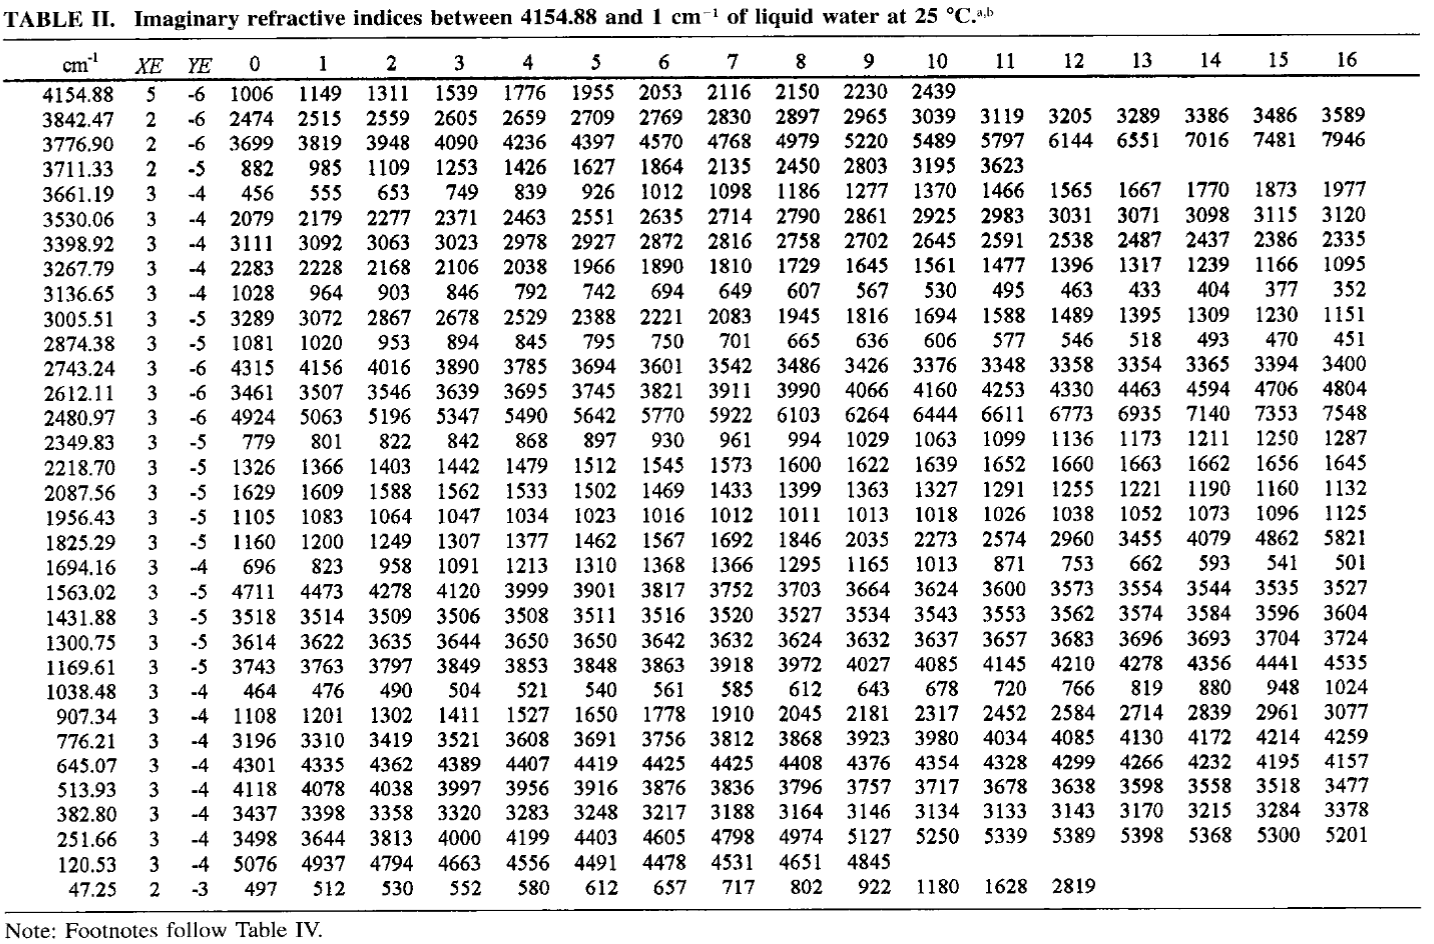 TABLE II. Imaginary refractive indices between 4154.88 and 1 cm⁻¹ of liquid water at 25 °C.a,b
cm⁻¹ XE YE 0 1 2 3 4 5 6 7 8 9 10 11 12 13 14 15 16
4154.88 5 -6 1006 1149 1311 1539 1776 1955 2053 2116 2150 2230 2439
3842.47 2 -6 2474 2515 2559 2605 2659 2709 2769 2830 2897 2965 3039 3119 3205 3289 3386 3486 3589
3776.90 2 -6 3699 3819 3948 4090 4236 4397 4570 4768 4979 5220 5489 5797 6144 6551 7016 7481 7946
3711.33 2 -5 882 985 1109 1253 1426 1627 1864 2135 2450 2803 3195 3623
3661.19 3 -4 456 555 653 749 839 926 1012 1098 1186 1277 1370 1466 1565 1667 1770 1873 1977
3530.06 3 -4 2079 2179 2277 2371 2463 2551 2635 2714 2790 2861 2925 2983 3031 3071 3098 3115 3120
3398.92 3 -4 3111 3092 3063 3023 2978 2927 2872 2816 2758 2702 2645 2591 2538 2487 2437 2386 2335
3267.79 3 -4 2283 2228 2168 2106 2038 1966 1890 1810 1729 1645 1561 1477 1396 1317 1239 1166 1095
3136.65 3 -4 1028 964 903 846 792 742 694 649 607 567 530 495 463 433 404 377 352
3005.51 3 -5 3289 3072 2867 2678 2529 2388 2221 2083 1945 1816 1694 1588 1489 1395 1309 1230 1151
2874.38 3 -5 1081 1020 953 894 845 795 750 701 665 636 606 577 546 518 493 470 451
2743.24 3 -6 4315 4156 4016 3890 3785 3694 3601 3542 3486 3426 3376 3348 3358 3354 3365 3394 3400
2612.11 3 -6 3461 3507 3546 3639 3695 3745 3821 3911 3990 4066 4160 4253 4330 4463 4594 4706 4804
2480.97 3 -6 4924 5063 5196 5347 5490 5642 5770 5922 6103 6264 6444 6611 6773 6935 7140 7353 7548
2349.83 3 -5 779 801 822 842 868 897 930 961 994 1029 1063 1099 1136 1173 1211 1250 1287
2218.70 3 -5 1326 1366 1403 1442 1479 1512 1545 1573 1600 1622 1639 1652 1660 1663 1662 1656 1645
2087.56 3 -5 1629 1609 1588 1562 1533 1502 1469 1433 1399 1363 1327 1291 1255 1221 1190 1160 1132
1956.43 3 -5 1105 1083 1064 1047 1034 1023 1016 1012 1011 1013 1018 1026 1038 1052 1073 1096 1125
1825.29 3 -5 1160 1200 1249 1307 1377 1462 1567 1692 1846 2035 2273 2574 2960 3455 4079 4862 5821
1694.16 3 -4 696 823 958 1091 1213 1310 1368 1366 1295 1165 1013 871 753 662 593 541 501
1563.02 3 -5 4711 4473 4278 4120 3999 3901 3817 3752 3703 3664 3624 3600 3573 3554 3544 3535 3527
1431.88 3 -5 3518 3514 3509 3506 3508 3511 3516 3520 3527 3534 3543 3553 3562 3574 3584 3596 3604
1300.75 3 -5 3614 3622 3635 3644 3650 3650 3642 3632 3624 3632 3637 3657 3683 3696 3693 3704 3724
1169.61 3 -5 3743 3763 3797 3849 3853 3848 3863 3918 3972 4027 4085 4145 4210 4278 4356 4441 4535
1038.48 3 -4 464 476 490 504 521 540 561 585 612 643 678 720 766 819 880 948 1024
907.34 3 -4 1108 1201 1302 1411 1527 1650 1778 1910 2045 2181 2317 2452 2584 2714 2839 2961 3077
776.21 3 -4 3196 3310 3419 3521 3608 3691 3756 3812 3868 3923 3980 4034 4085 4130 4172 4214 4259
645.07 3 -4 4301 4335 4362 4389 4407 4419 4425 4425 4408 4376 4354 4328 4299 4266 4232 4195 4157
513.93 3 -4 4118 4078 4038 3997 3956 3916 3876 3836 3796 3757 3717 3678 3638 3598 3558 3518 3477
382.80 3 -4 3437 3398 3358 3320 3283 3248 3217 3188 3164 3146 3134 3133 3143 3170 3215 3284 3378
251.66 3 -4 3498 3644 3813 4000 4199 4403 4605 4798 4974 5127 5250 5339 5389 5398 5368 5300 5201
120.53 3 -4 5076 4937 4794 4663 4556 4491 4478 4531 4651 4845
47.25 2 -3 497 512 530 552 580 612 657 717 802 922 1180 1628 2819
Note: Footnotes follow Table IV.